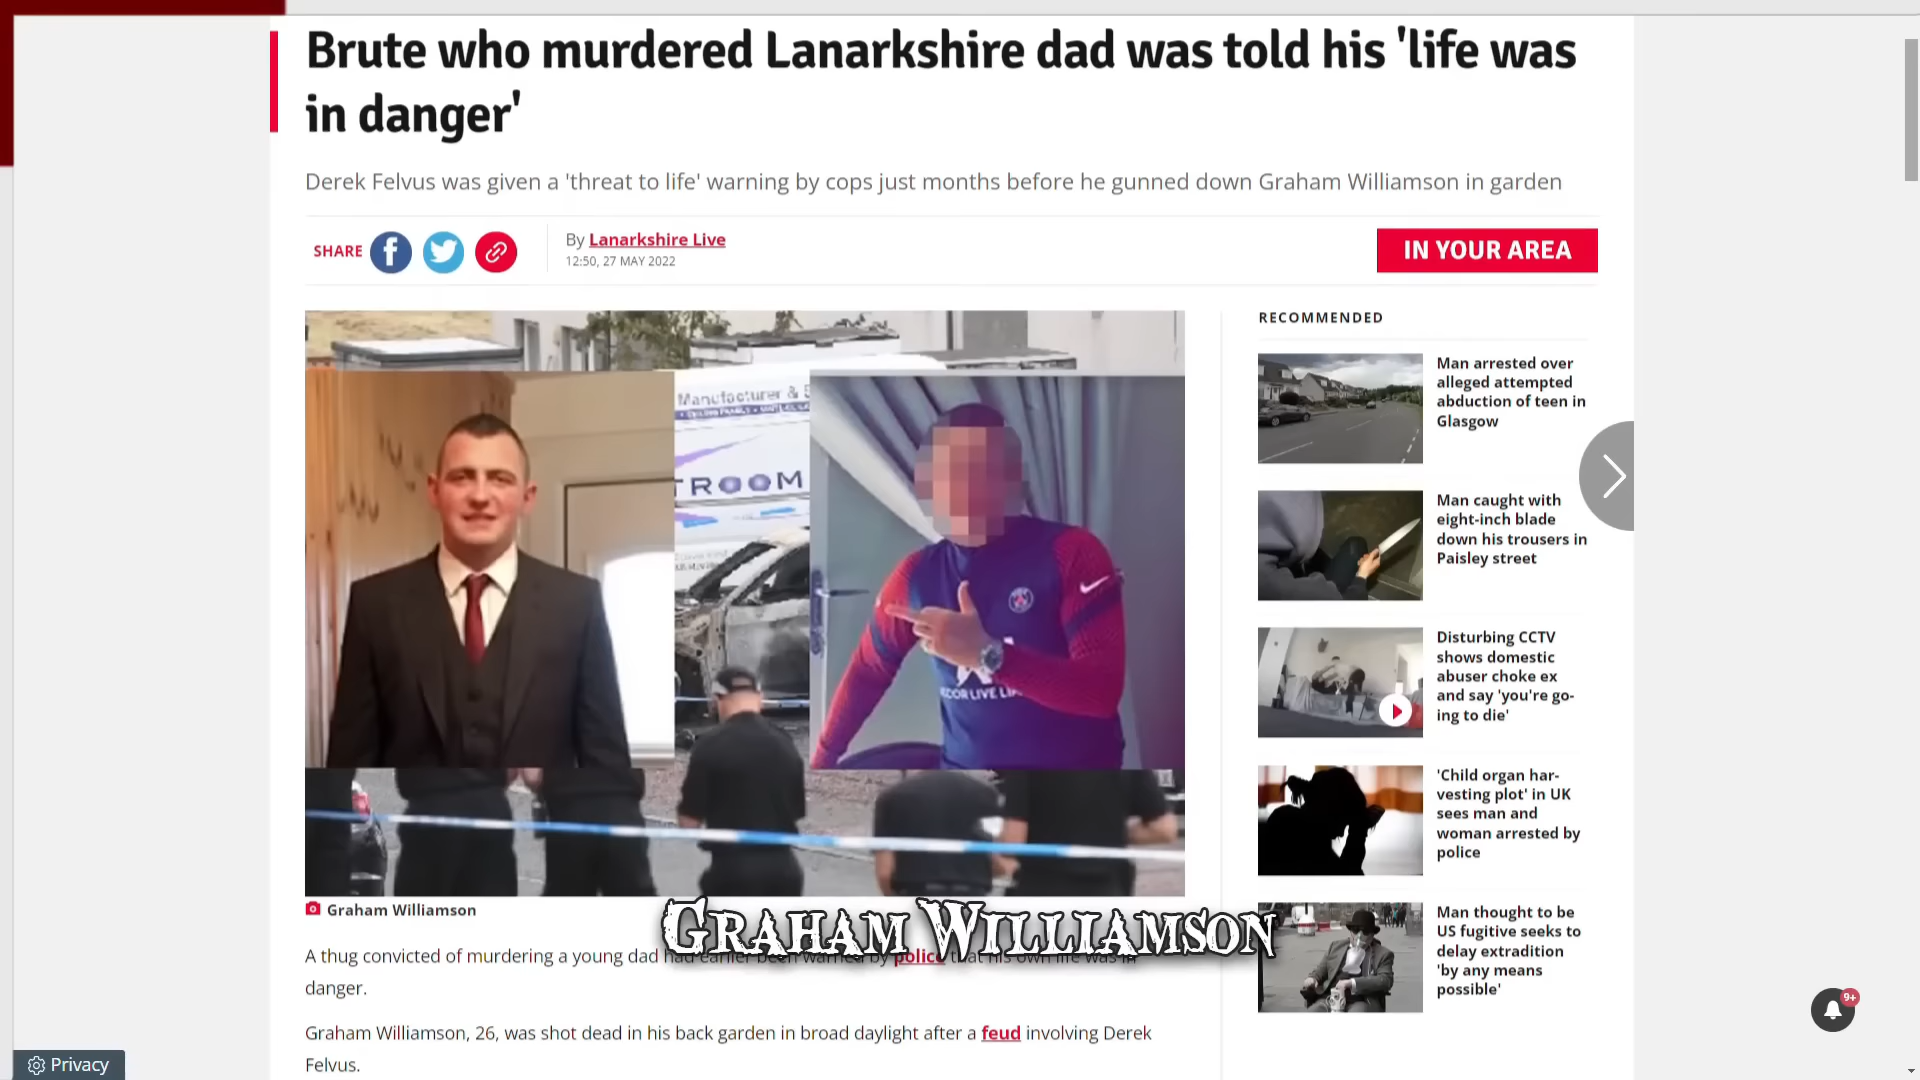 Brute who murdered Lanarkshire dad was told his 'life was
in danger'
Derek Felvus was given a 'threat to life' warning by cops just months before he gunned down Graham Williamson in garden
SHARE
By Lanarkshire Live
12:50, 27 MAY 2022
IN YOUR AREA
Manufacturer &
TROOM
RECOMMENDED
Man arrested over
alleged attempted
abduction of teen in
Glasgow
Man caught with
eight-inch blade
down his trousers in
Paisley street
Disturbing CCTV
shows domestic
abuser choke ex
and say 'you're go-
ing to die'
'Child organ har-
vesting plot' in UK
sees man and
woman arrested by
police
Man thought to be
US fugitive seeks to
delay extradition
'by any means
possible'
Graham Williamson
GRAHAM WILLIAMSON
A thug convicted of murdering a young dad had earlier been warned by police that his own life was in
danger.
Graham Williamson, 26, was shot dead in his back garden in broad daylight after a feud involving Derek
Felvus.
9+
Privacy